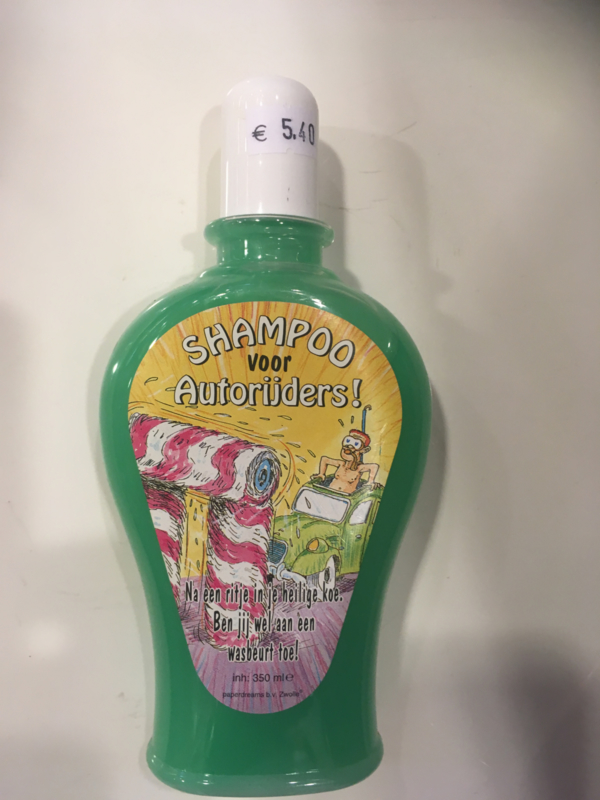 € 5.40
SHAMPOO
voor
Autorijders!
Na een ritje in je heilige koe.
Ben jij wel aan een
wasbeurt toe!
inh: 350 ml e
paperdreams b.v. Zwolle